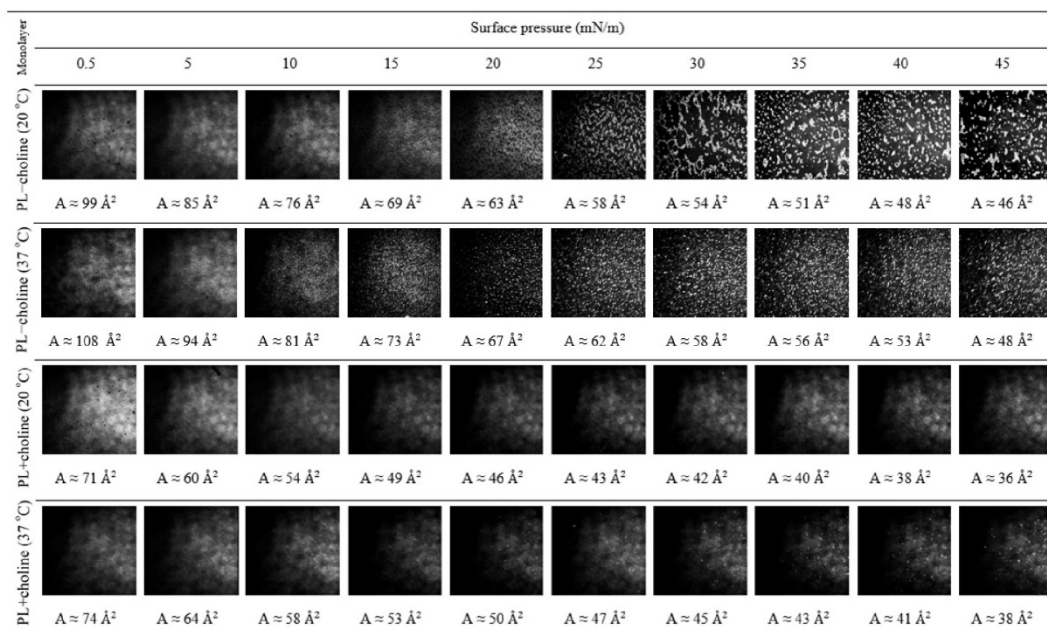 Monolayer
Surface pressure (mN/m)
0.5 5 10 15 20 25 30 35 40 45
PL−choline (20 °C)
A ≈ 99 Å² A ≈ 85 Å² A ≈ 76 Å² A ≈ 69 Å² A ≈ 63 Å² A ≈ 58 Å² A ≈ 54 Å² A ≈ 51 Å² A ≈ 48 Å² A ≈ 46 Å²
PL−choline (37 °C)
A ≈ 108 Å² A ≈ 94 Å² A ≈ 81 Å² A ≈ 73 Å² A ≈ 67 Å² A ≈ 62 Å² A ≈ 58 Å² A ≈ 56 Å² A ≈ 53 Å² A ≈ 48 Å²
PL+choline (20 °C)
A ≈ 71 Å² A ≈ 60 Å² A ≈ 54 Å² A ≈ 49 Å² A ≈ 46 Å² A ≈ 43 Å² A ≈ 42 Å² A ≈ 40 Å² A ≈ 38 Å² A ≈ 36 Å²
PL+choline (37 °C)
A ≈ 74 Å² A ≈ 64 Å² A ≈ 58 Å² A ≈ 53 Å² A ≈ 50 Å² A ≈ 47 Å² A ≈ 45 Å² A ≈ 43 Å² A ≈ 41 Å² A ≈ 38 Å²